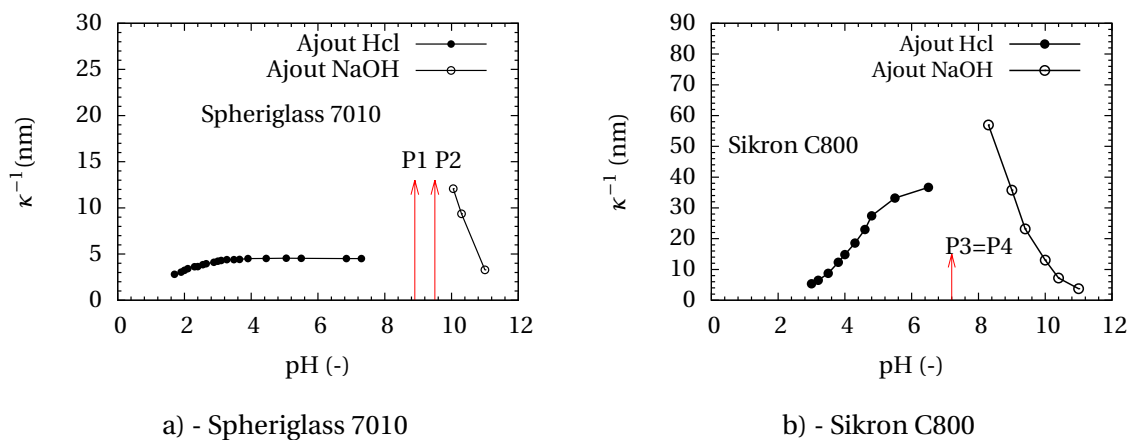 30
25
20
15
10
5
0
0 2 4 6 8 10 12
κ⁻¹ (nm)
pH (-)
Ajout Hcl
Ajout NaOH
Spheriglass 7010
P1 P2
a) - Spheriglass 7010
90
80
70
60
50
40
30
20
10
0
0 2 4 6 8 10 12
κ⁻¹ (nm)
pH (-)
Ajout Hcl
Ajout NaOH
Sikron C800
P3=P4
b) - Sikron C800